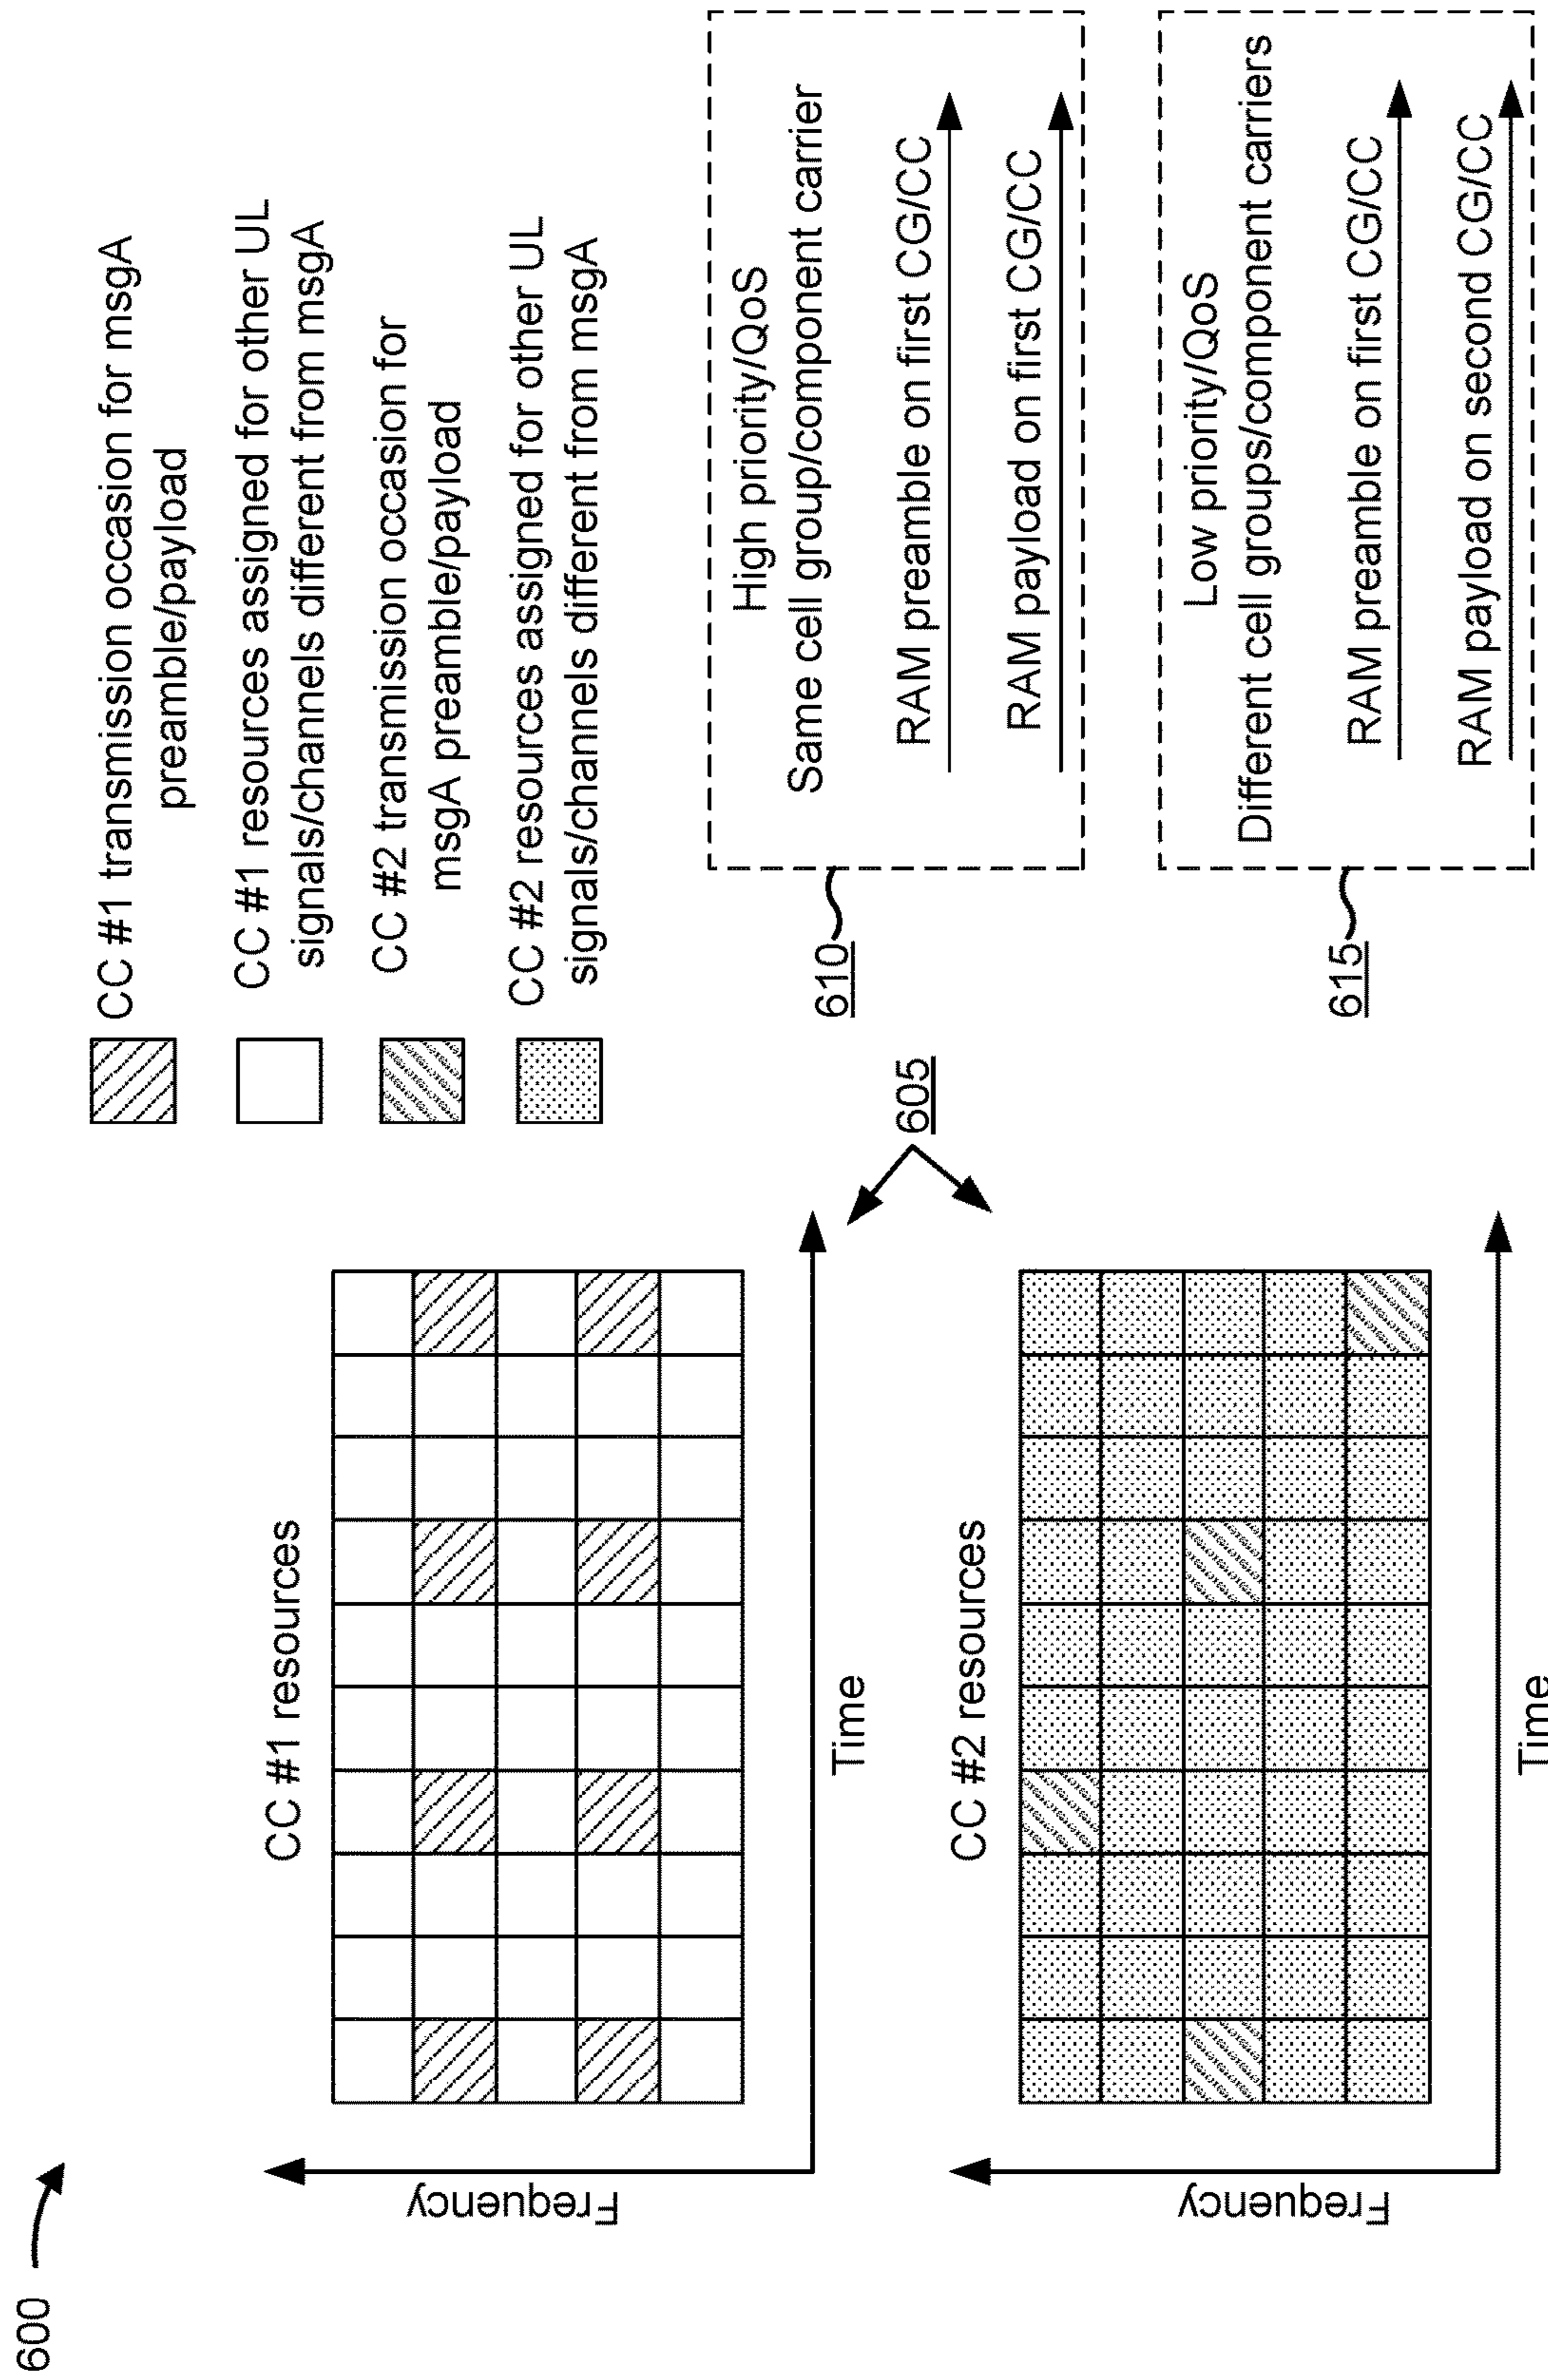 600
CC #1 resources
Frequency
Time
CC #2 resources
Frequency
Time
605
CC #1 transmission occasion for msgA
preamble/payload
CC #1 resources assigned for other UL
signals/channels different from msgA
CC #2 transmission occasion for
msgA preamble/payload
CC #2 resources assigned for other UL
signals/channels different from msgA
610
High priority/QoS
Same cell group/component carrier
RAM preamble on first CG/CC
RAM payload on first CG/CC
615
Low priority/QoS
Different cell groups/component carriers
RAM preamble on first CG/CC
RAM payload on second CG/CC